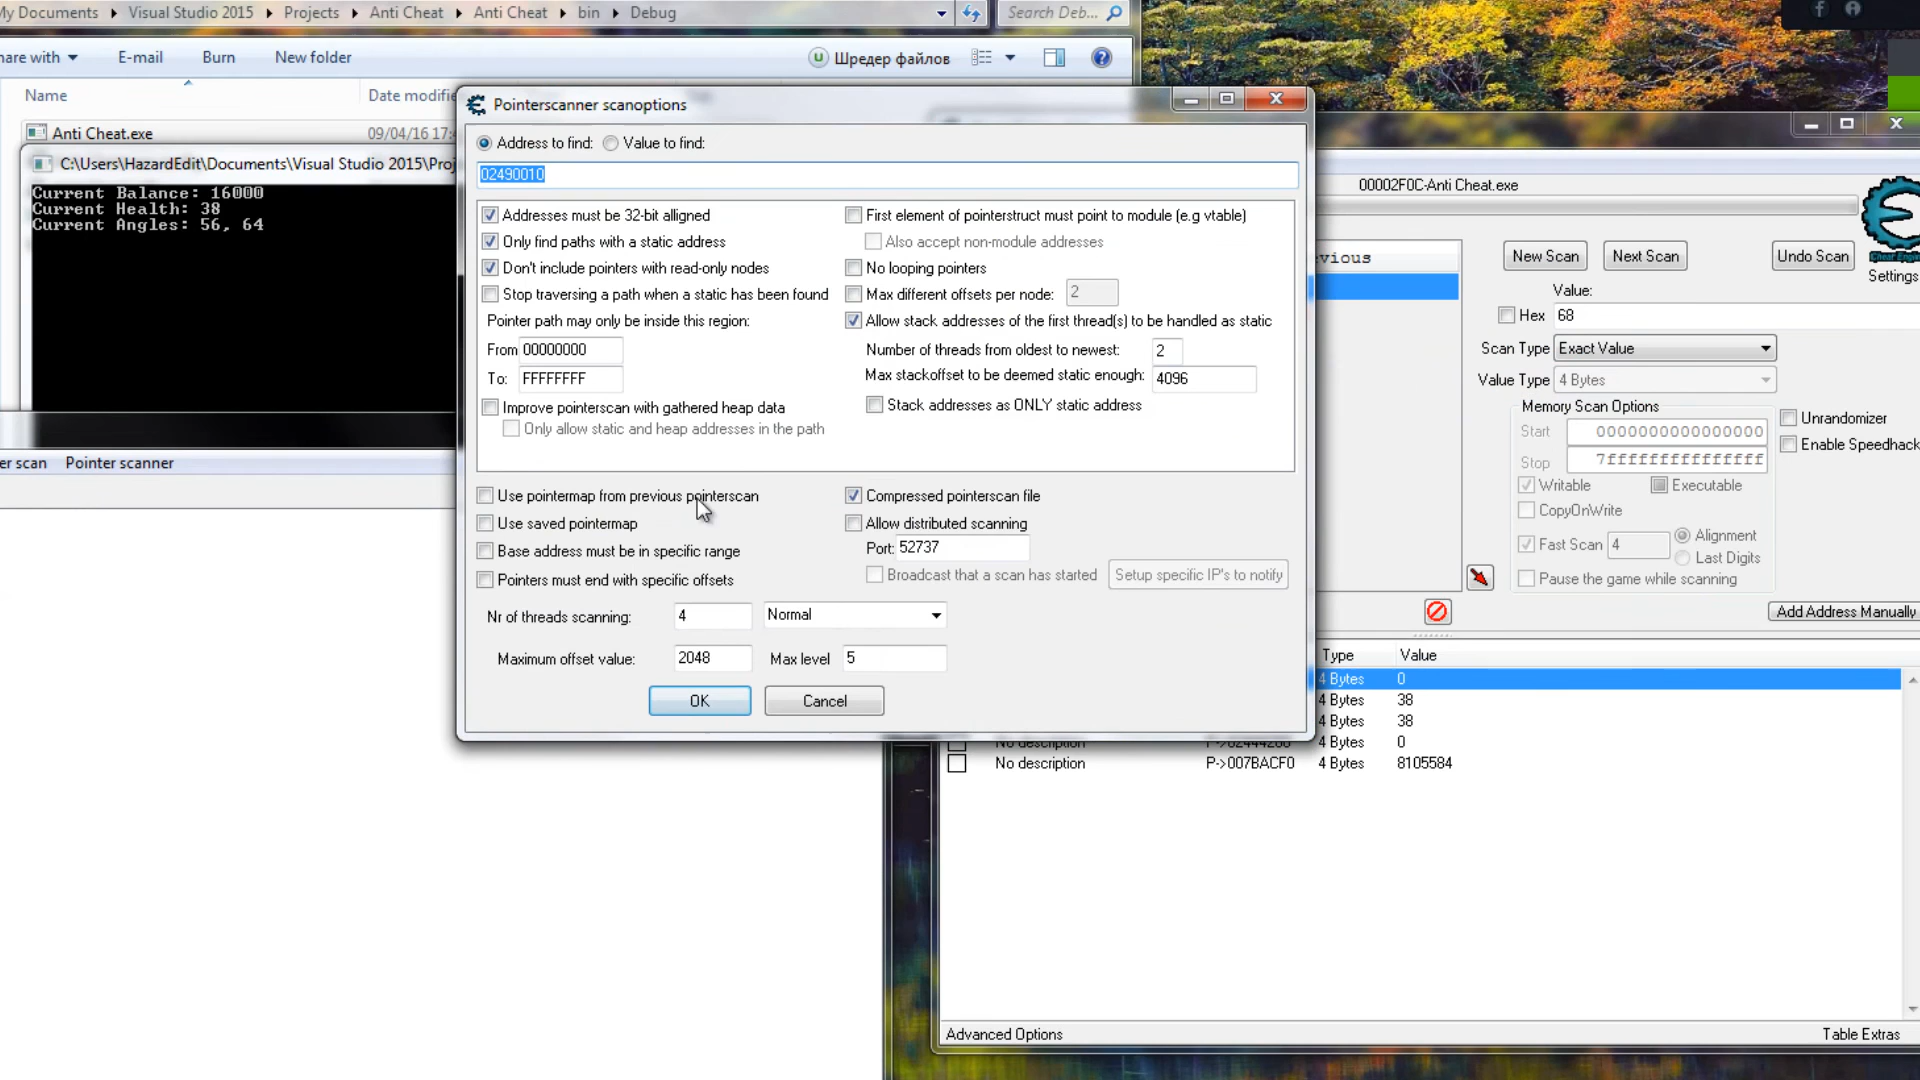 My Documents Visual Studio 2015 Projects Anti Cheat Anti Cheat bin Debug
Search Deb...
hare with E-mail Burn New folder Шредер файлов
Name Date modifie
Anti Cheat.exe 09/04/16 17:4
C:\Users\HazardEdit\Documents\Visual Studio 2015\Proj
Current Balance: 16000
Current Health: 38
Current Angles: 56, 64
er scan Pointer scanner
Pointerscanner scanoptions
Address to find: Value to find:
02490010
Addresses must be 32-bit alligned
Only find paths with a static address
Don't include pointers with read-only nodes
Stop traversing a path when a static has been found
Pointer path may only be inside this region:
From 00000000
To: FFFFFFFF
Improve pointerscan with gathered heap data
Only allow static and heap addresses in the path
First element of pointerstruct must point to module (e.g vtable)
Also accept non-module addresses
No looping pointers
Max different offsets per node: 2
Allow stack addresses of the first thread(s) to be handled as static
Number of threads from oldest to newest: 2
Max stackoffset to be deemed static enough: 4096
Stack addresses as ONLY static address
Use pointermap from previous pointerscan
Use saved pointermap
Base address must be in specific range
Pointers must end with specific offsets
Compressed pointerscan file
Allow distributed scanning
Port: 52737
Broadcast that a scan has started Setup specific IP's to notify
Nr of threads scanning: 4 Normal
Maximum offset value: 2048 Max level 5
OK Cancel
00002F0C-Anti Cheat.exe
vious
New Scan Next Scan Undo Scan
Settings
Value:
Hex 68
Scan Type Exact Value
Value Type 4 Bytes
Memory Scan Options
Start 0000000000000000
Stop 7fffffffffffffff
Writable Executable
CopyOnWrite
Fast Scan 4 Alignment
Last Digits
Pause the game while scanning
Unrandomizer
Enable Speedhack
Add Address Manually
Type Value
4 Bytes 0
4 Bytes 38
4 Bytes 38
No description 4 Bytes 0
No description P->007BACF0 4 Bytes 8105584
Advanced Options Table Extras